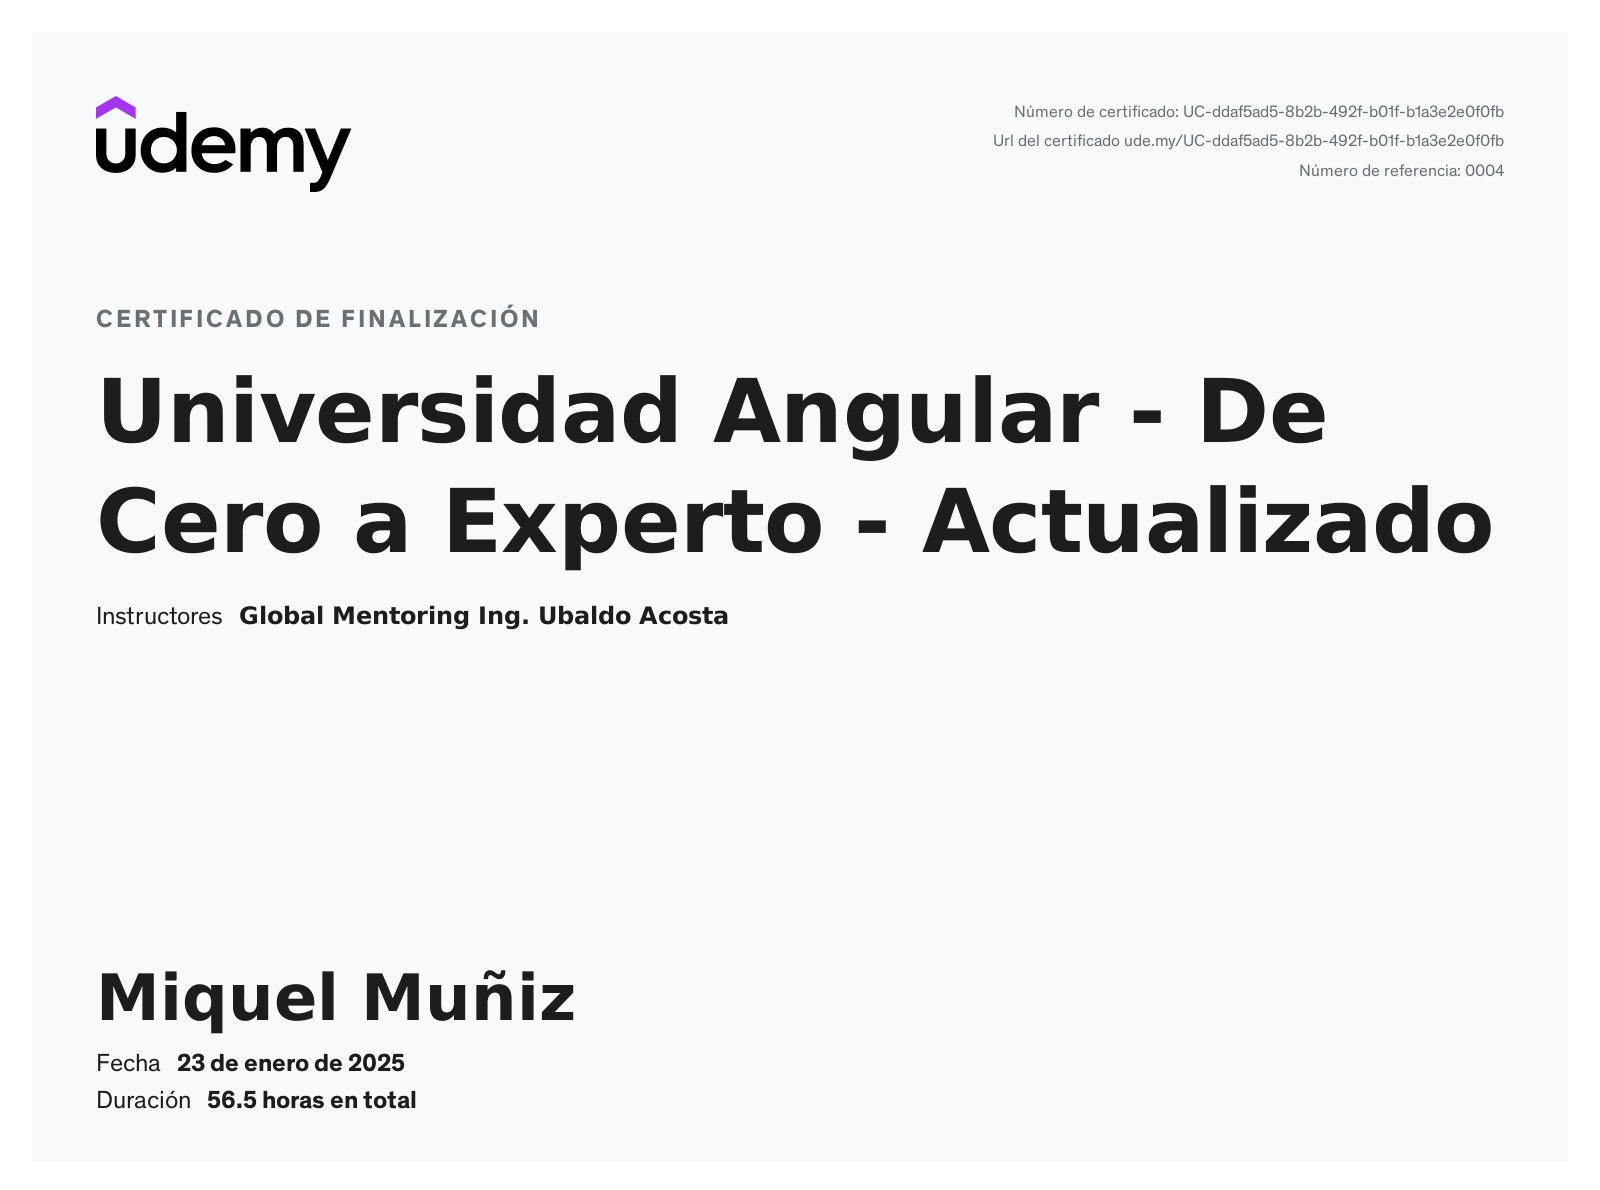 udemy
Número de certificado: UC-ddaf5ad5-8b2b-492f-b01f-b1a3e2e0f0fb
Url del certificado ude.my/UC-ddaf5ad5-8b2b-492f-b01f-b1a3e2e0f0fb
Número de referencia: 0004
CERTIFICADO DE FINALIZACIÓN
Universidad Angular - De
Cero a Experto - Actualizado
Instructores Global Mentoring Ing. Ubaldo Acosta
Miquel Muñiz
Fecha 23 de enero de 2025
Duración 56.5 horas en total